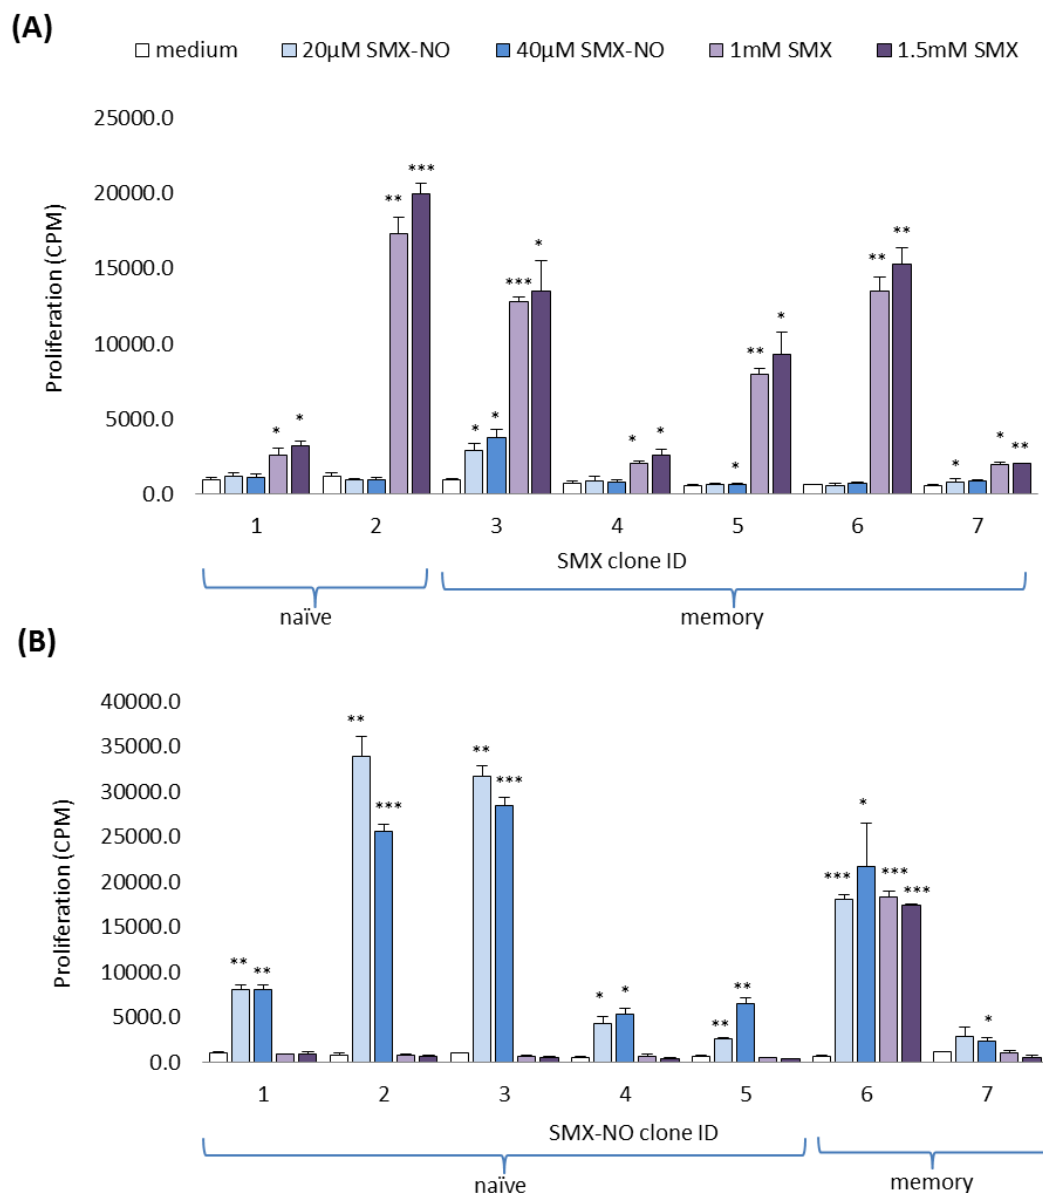 (A)
medium 20µM SMX-NO 40µM SMX-NO 1mM SMX 1.5mM SMX
Proliferation (CPM)
25000.0
20000.0
15000.0
10000.0
5000.0
0.0
** ***
*** *
** *
** **
* *
* *
* *
*
*
* **
1 2 3 4 5 6 7
SMX clone ID
naïve memory
(B)
Proliferation (CPM)
40000.0
35000.0
30000.0
25000.0
20000.0
15000.0
10000.0
5000.0
0.0
** **
** ***
** ***
* *
** **
*** * *** ***
*
1 2 3 4 5 6 7
SMX-NO clone ID
naïve memory